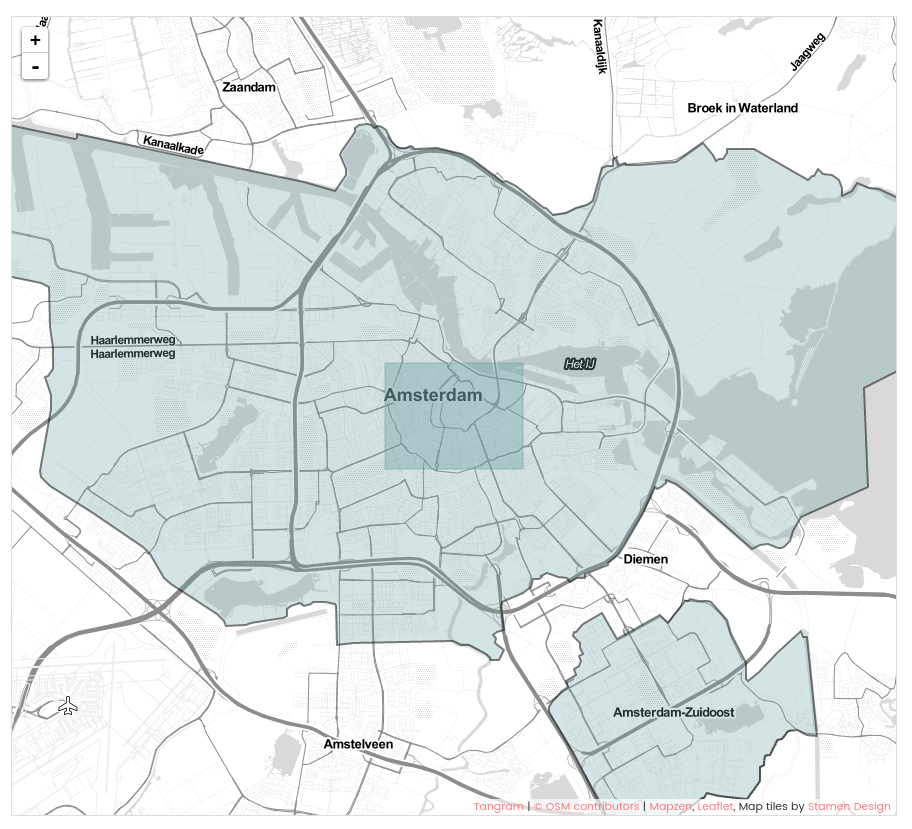 +
-
Zaandam
Kanaaldijk
Jaagweg
Broek in Waterland
Kanaalkade
Haarlemmerweg
Haarlemmerweg
Het IJ
Amsterdam
Diemen
Amsterdam-Zuidoost
Amstelveen
Tangram | © OSM contributors | Mapzen, Leaflet, Map tiles by Stamen Design